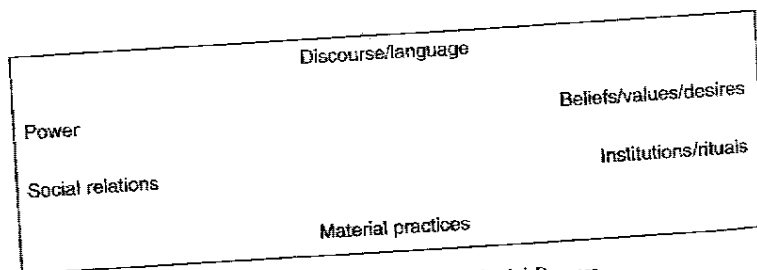 Discourse/language
Beliefs/values/desires
Power
Institutions/rituals
Social relations
Material practices